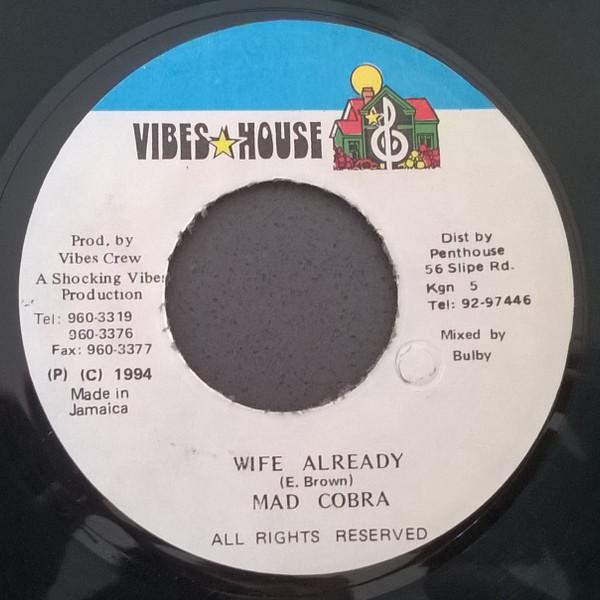 VIBES HOUSE
Prod. by
Vibes Crew
A Shocking Vibes
Production
Tel: 960-3319
960-3376
Fax: 960-3377
(P) (C) 1994
Made in
Jamaica
Dist by
Penthouse
56 Slipe Rd.
Kgn 5
Tel: 92-97446
Mixed by
Bulby
WIFE ALREADY
(E. Brown)
MAD COBRA
ALL RIGHTS RESERVED